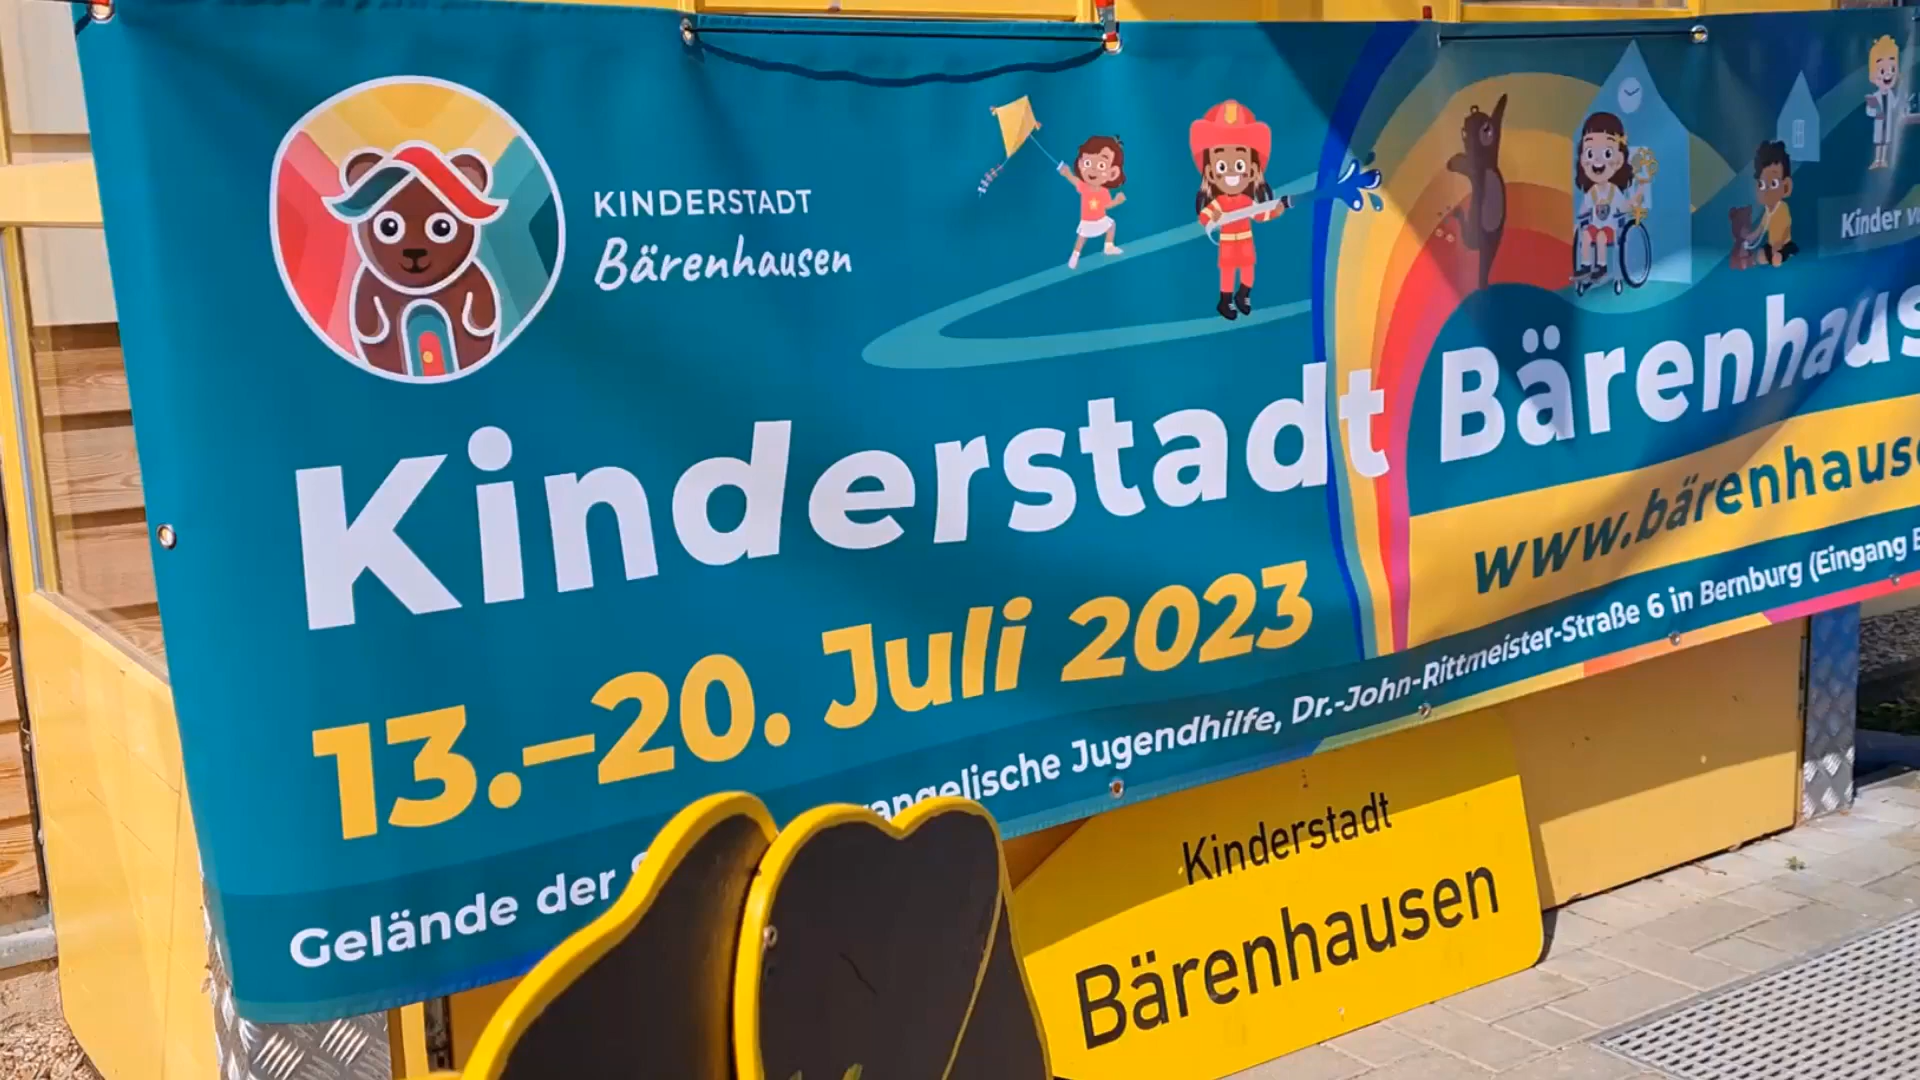 KINDERSTADT
Bärenhausen
Kinder
Kinderstadt Bärenhaus
13.–20. Juli 2023
www.bärenhause
Gelände der
angelische Jugendhilfe, Dr.-John-Rittmeister-Straße 6 in Bernburg (Eingang
Kinderstadt
Bärenhausen